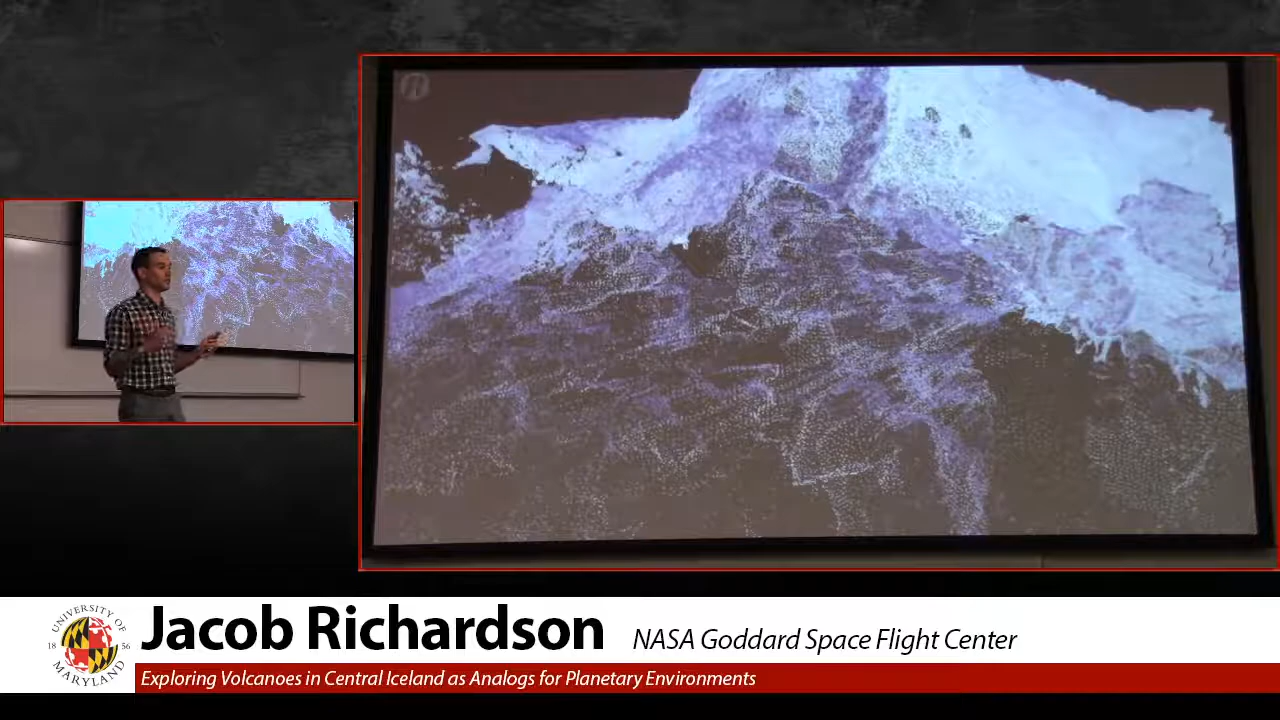 UNIVERSITY OF
18 56
MARYLAND
Jacob Richardson NASA Goddard Space Flight Center
Exploring Volcanoes in Central Iceland as Analogs for Planetary Environments